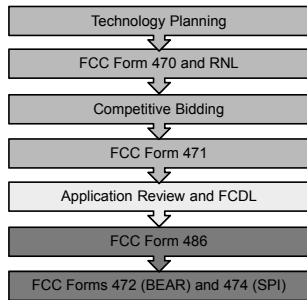 Technology Planning
FCC Form 470 and RNL
Competitive Bidding
FCC Form 471
Application Review and FCDL
FCC Form 486
FCC Forms 472 (BEAR) and 474 (SPI)